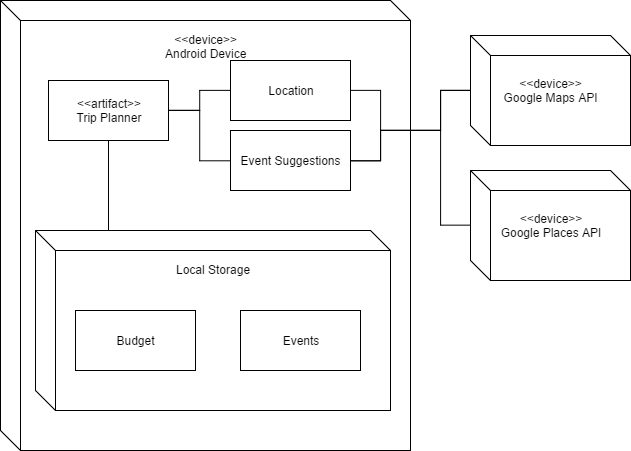 <<device>>
Android Device
<<artifact>>
Trip Planner
Location
Event Suggestions
<<device>>
Google Maps API
<<device>>
Google Places API
Local Storage
Budget
Events